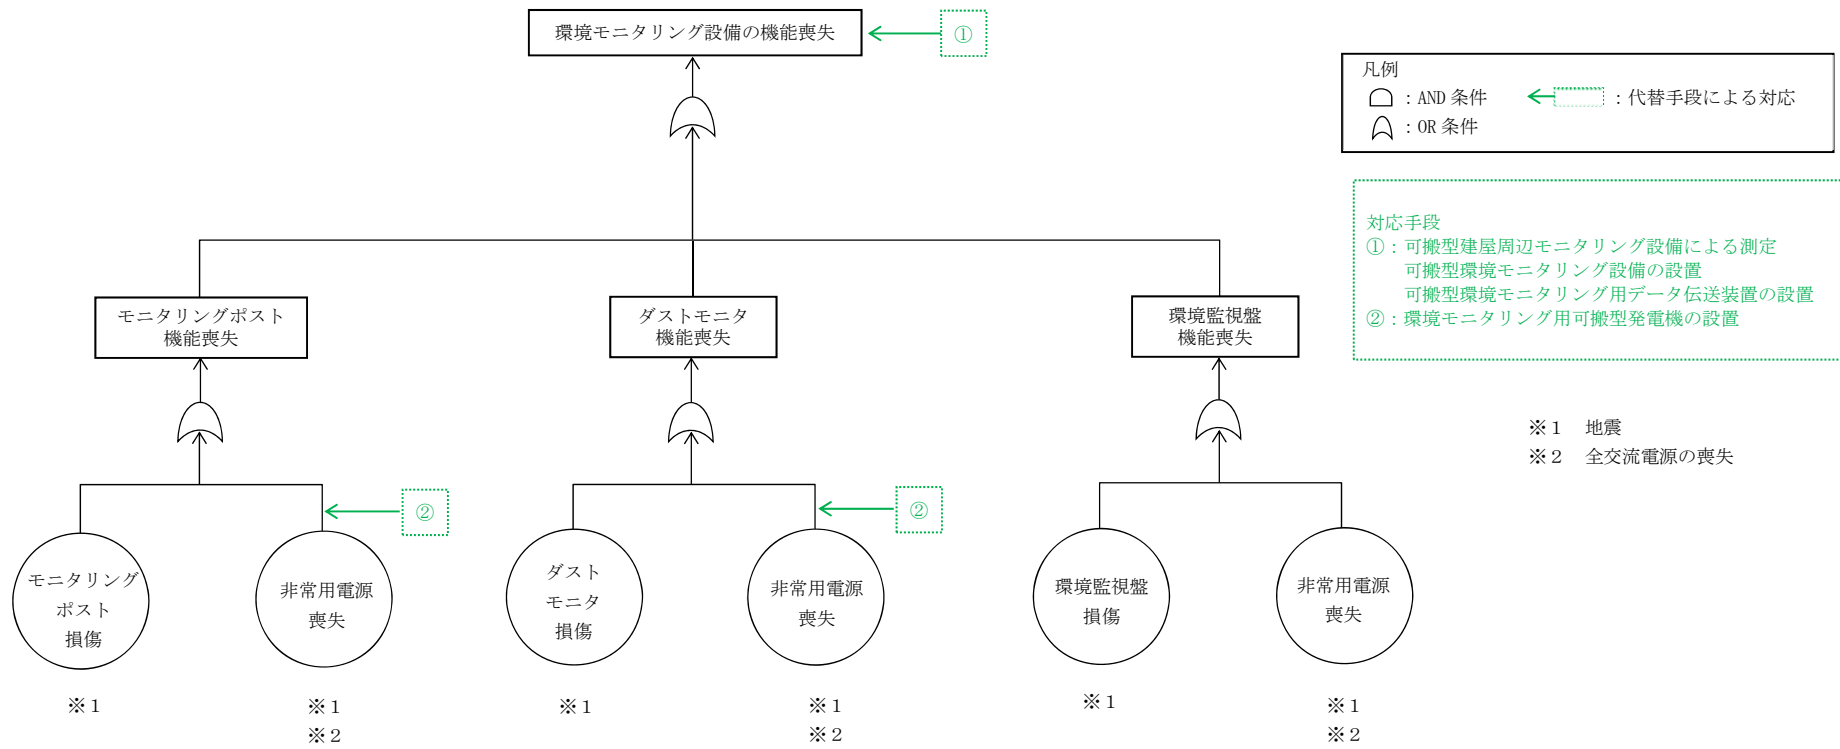 環境モニタリング設備の機能喪失
①
凡例
：AND 条件
：代替手段による対応
：OR 条件
対応手段
①：可搬型建屋周辺モニタリング設備による測定
可搬型環境モニタリング設備の設置
可搬型環境モニタリング用データ伝送装置の設置
②：環境モニタリング用可搬型発電機の設置
モニタリングポスト
機能喪失
ダストモニタ
機能喪失
環境監視盤
機能喪失
※１　地震
※２　全交流電源の喪失
②
②
モニタリング
ポスト
損傷
非常用電源
喪失
ダスト
モニタ
損傷
非常用電源
喪失
環境監視盤
損傷
非常用電源
喪失
※１
※１
※２
※１
※１
※２
※１
※１
※２